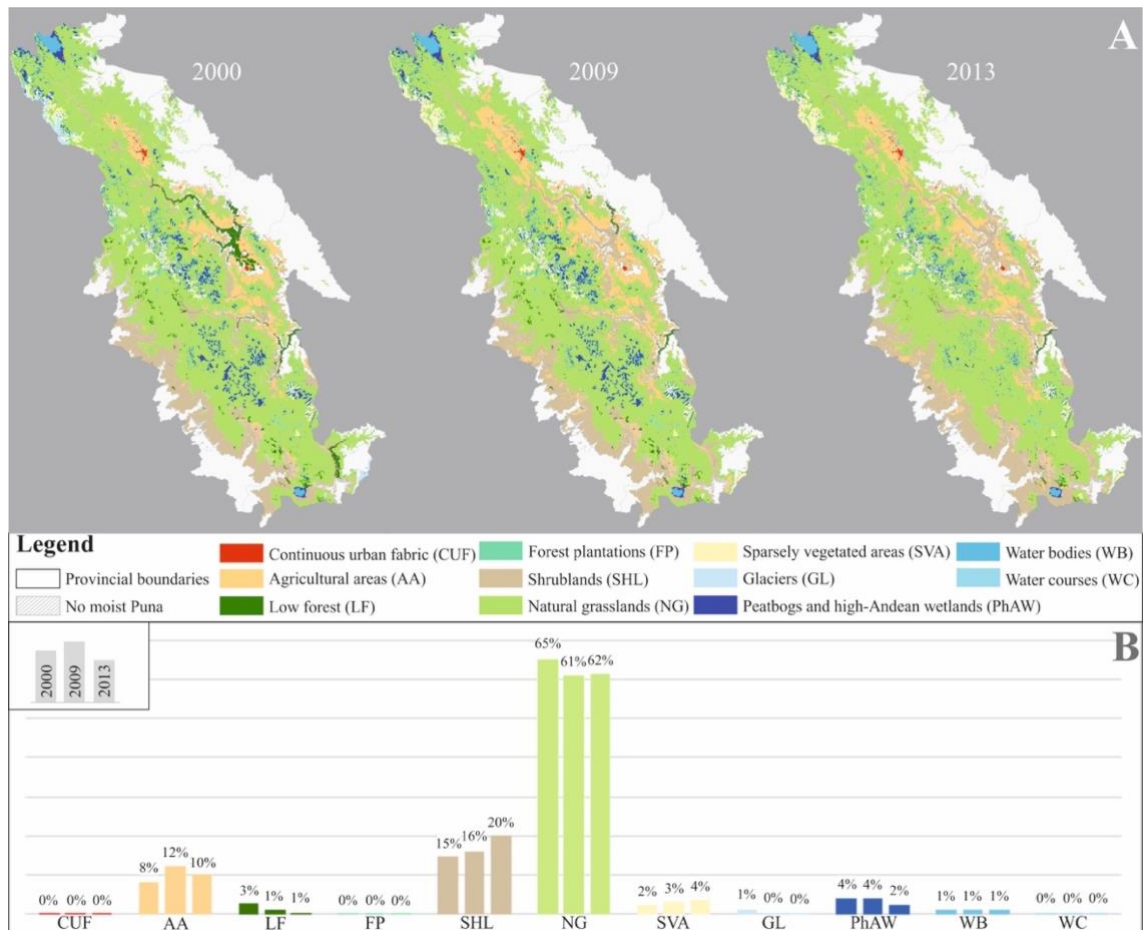 A
2000 2009 2013
Legend
Provincial boundaries
No moist Puna
Continuous urban fabric (CUF)
Agricultural areas (AA)
Low forest (LF)
Forest plantations (FP)
Shrublands (SHL)
Natural grasslands (NG)
Sparsely vegetated areas (SVA)
Glaciers (GL)
Peatbogs and high-Andean wetlands (PhAW)
Water bodies (WB)
Water courses (WC)
B
2000 2009 2013
0% 0% 0%
8% 12% 10%
3% 1% 1%
0% 0% 0%
15% 16% 20%
65% 61% 62%
2% 3% 4%
1% 0% 0%
4% 4% 2%
1% 1% 1%
0% 0% 0%
CUF AA LF FP SHL NG SVA GL PhAW WB WC